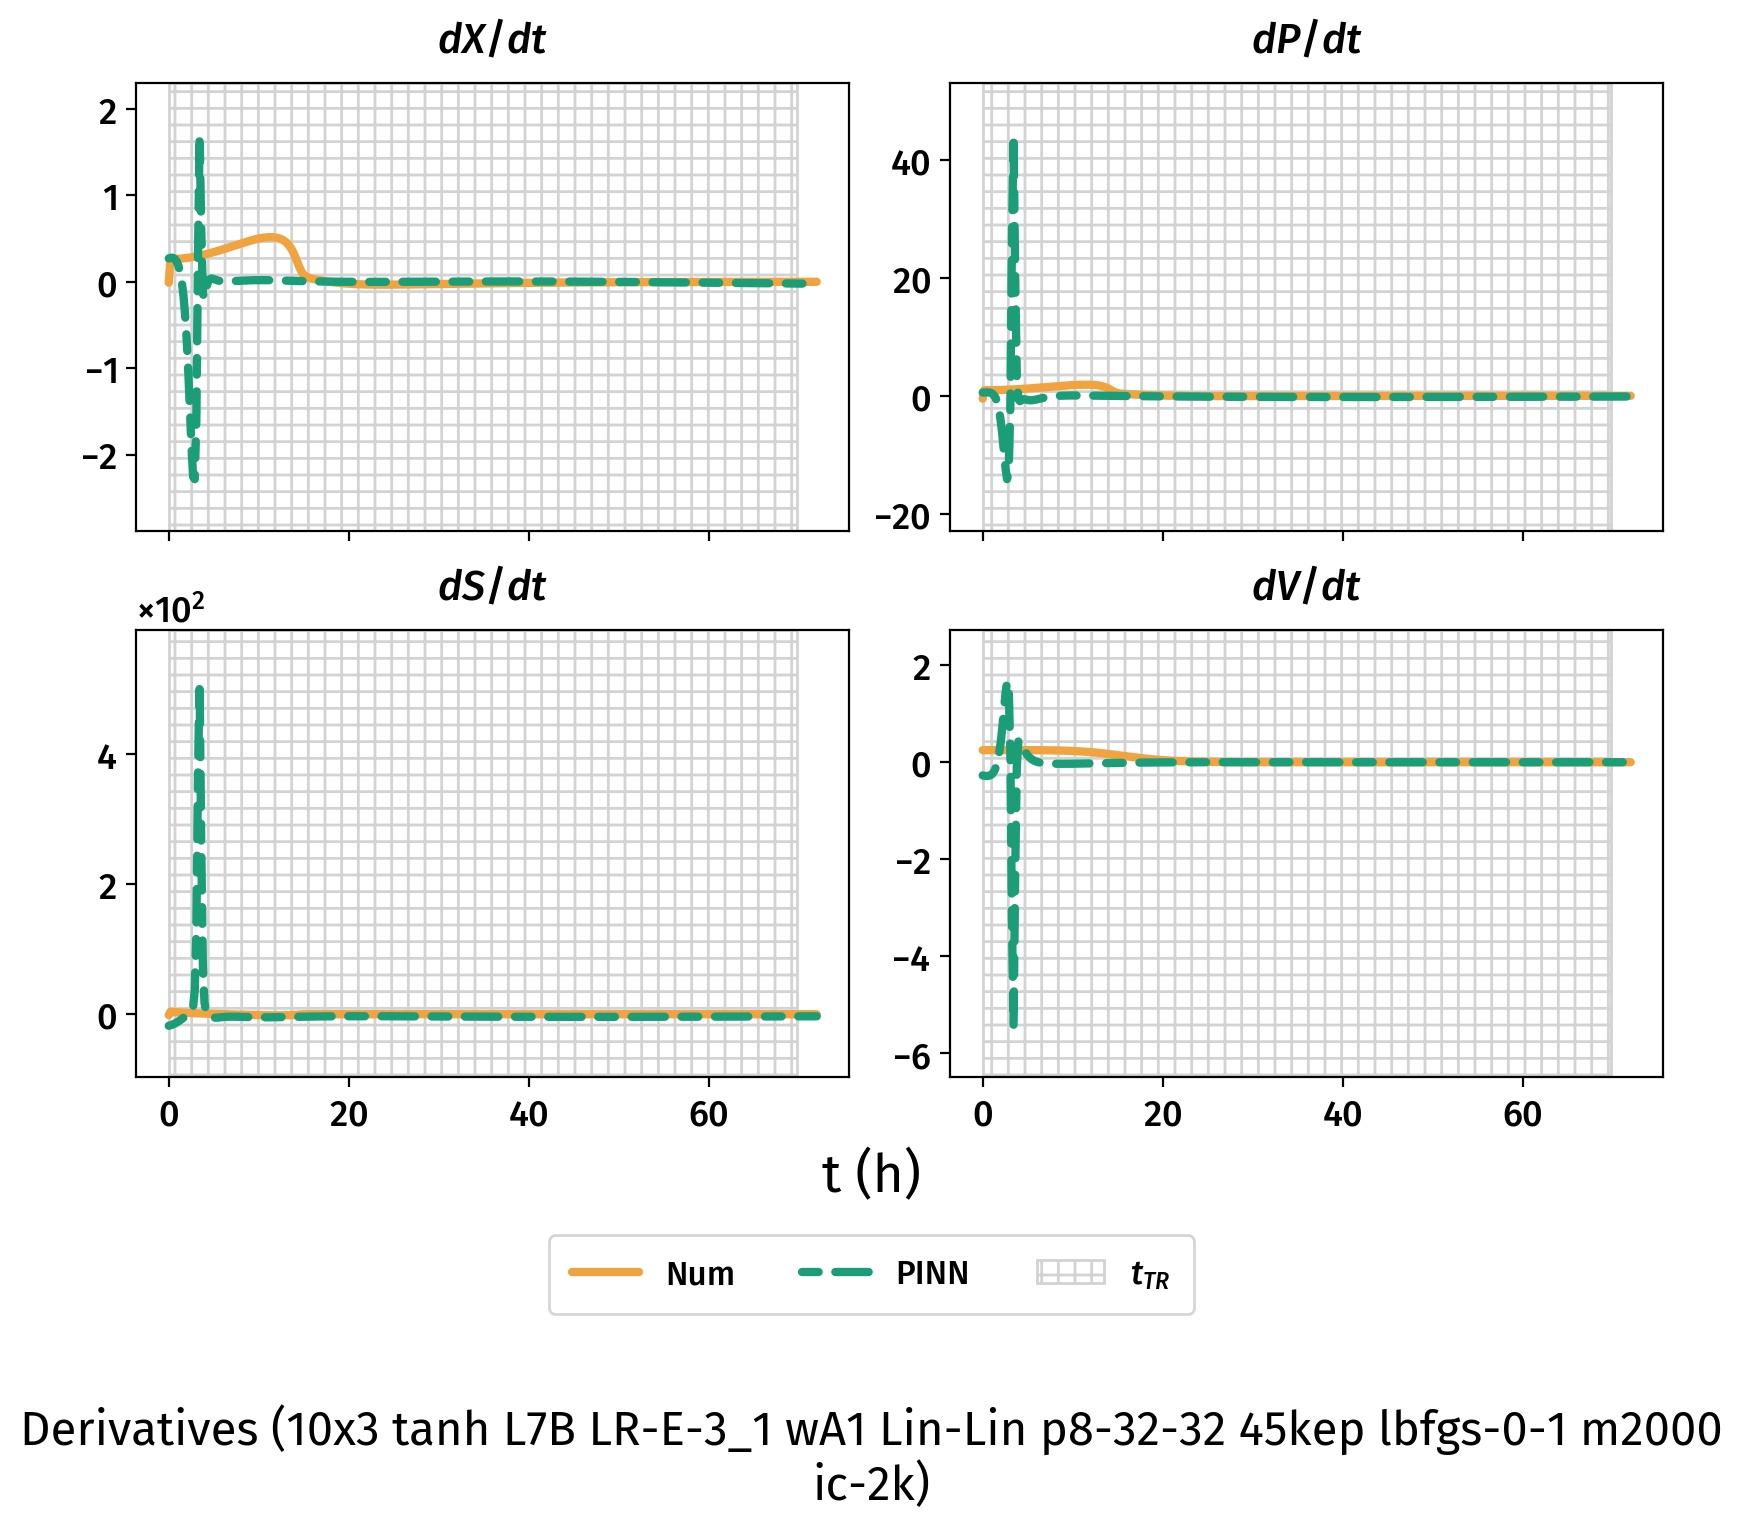 dX/dt
dP/dt
2
1
0
−1
−2
40
20
0
−20
dS/dt
dV/dt
×10²
4
2
0
2
0
−2
−4
−6
0 20 40 60
0 20 40 60
t (h)
Num PINN t_TR
Derivatives (10x3 tanh L7B LR-E-3_1 wA1 Lin-Lin p8-32-32 45kep lbfgs-0-1 m2000
ic-2k)